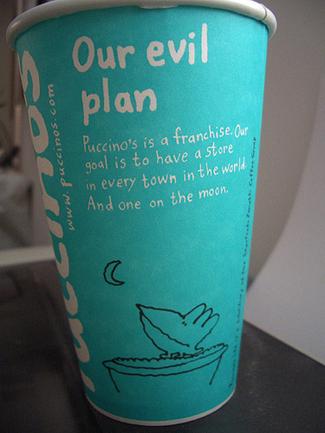 Our evil
plan
Puccino's is a franchise. Our
goal is to have a store
in every town in the world.
And one on the moon.
www.puccinos.com
Puccinos